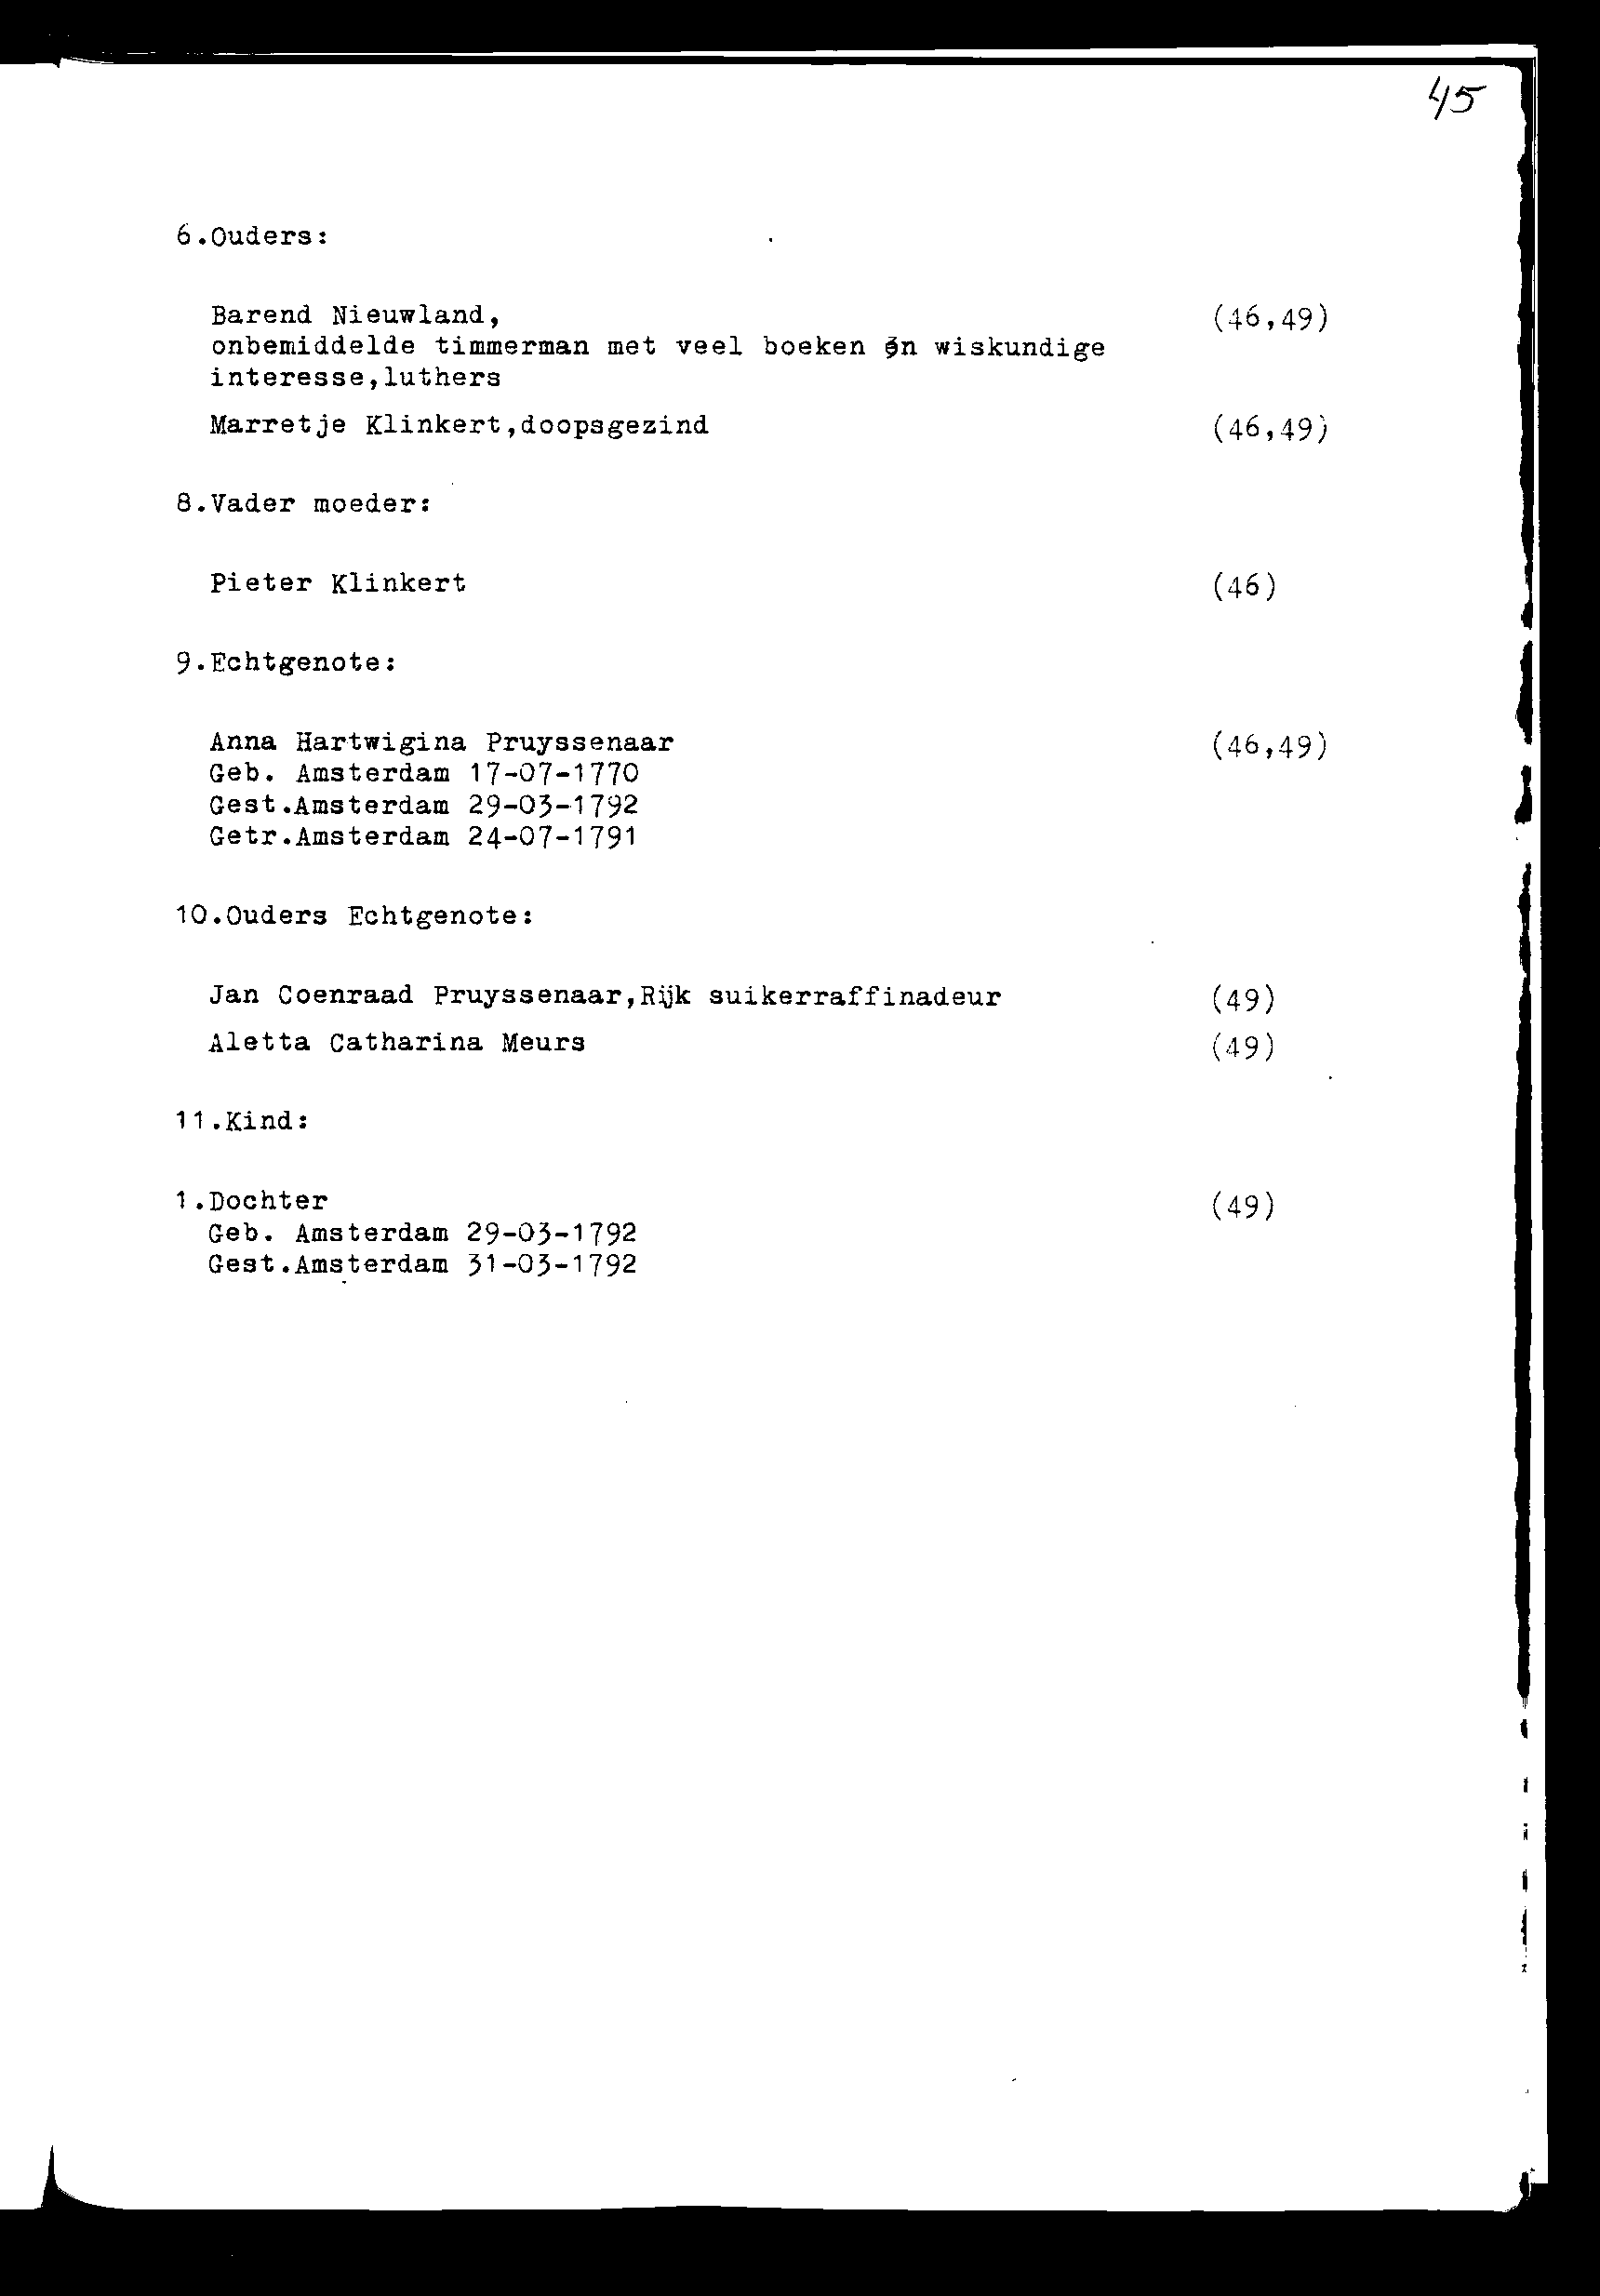 45
6.Ouders:
Barend Nieuwland, (46,49)
onbemiddelde timmerman met veel boeken én wiskundige
interesse,luthers
Marretje Klinkert,doopsgezind (46,49)
8.Vader moeder:
Pieter Klinkert (46)
9.Echtgenote:
Anna Hartwigina Pruyssenaar (46,49)
Geb. Amsterdam 17-07-1770
Gest.Amsterdam 29-03-1792
Getr.Amsterdam 24-07-1791
10.Ouders Echtgenote:
Jan Coenraad Pruyssenaar,Rijk suikerraffinadeur (49)
Aletta Catharina Meurs (49)
11.Kind:
1.Dochter (49)
Geb. Amsterdam 29-03-1792
Gest.Amsterdam 31-03-1792